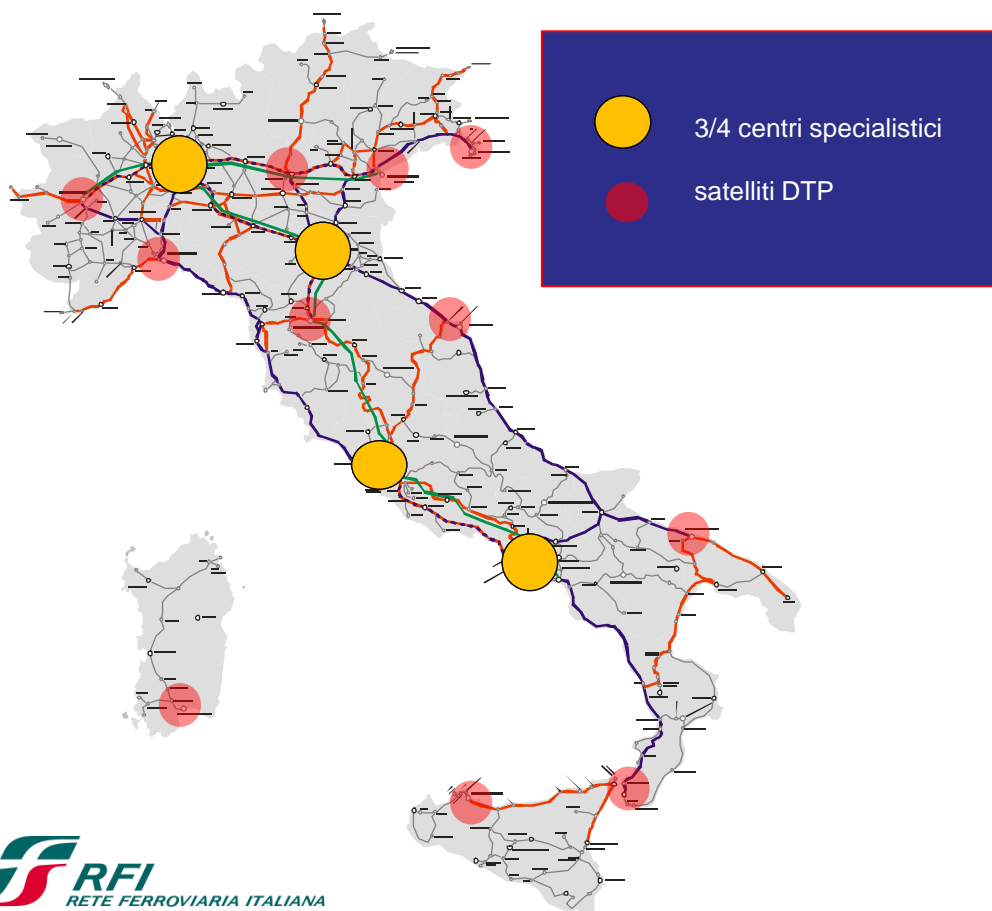 3/4 centri specialistici
satelliti DTP
RFI
RETE FERROVIARIA ITALIANA